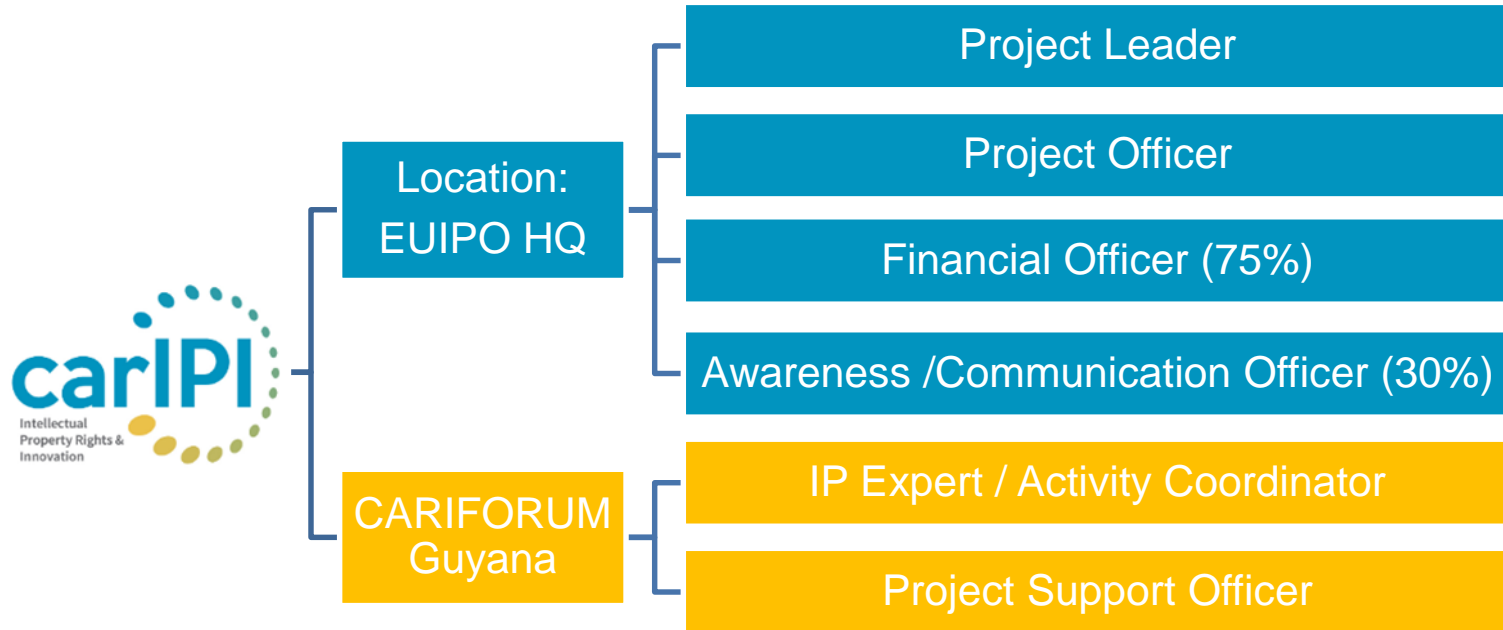 carIPI
Intellectual
Property Rights &
Innovation
Location:
EUIPO HQ
Project Leader
Project Officer
Financial Officer (75%)
Awareness /Communication Officer (30%)
CARIFORUM
Guyana
IP Expert / Activity Coordinator
Project Support Officer